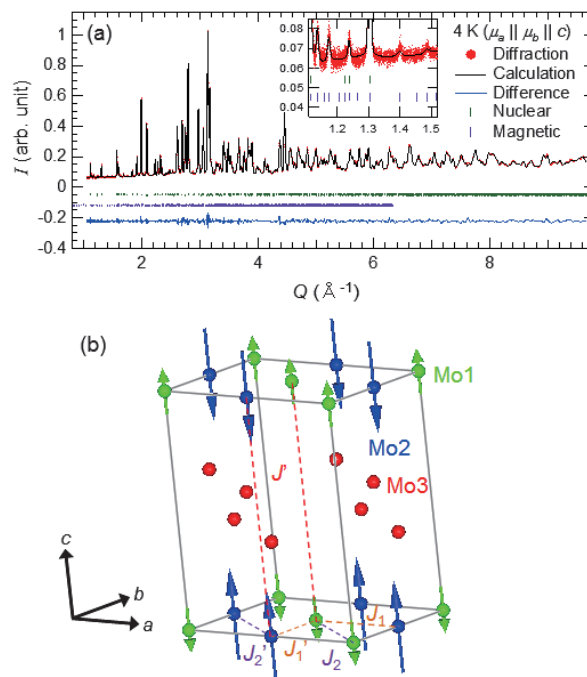 (a)
4 K (μa || μb || c)
Diffraction
Calculation
Difference
Nuclear
Magnetic
0.08
0.07
0.06
0.05
0.04
1.2
1.3
1.4
1.5
I (arb. unit)
1
0.8
0.6
0.4
0.2
0
-0.2
-0.4
2
4
6
8
Q (Å-1)
(b)
Mo1
Mo2
J'
Mo3
c
b
a
J1
J2'
J1'
J2